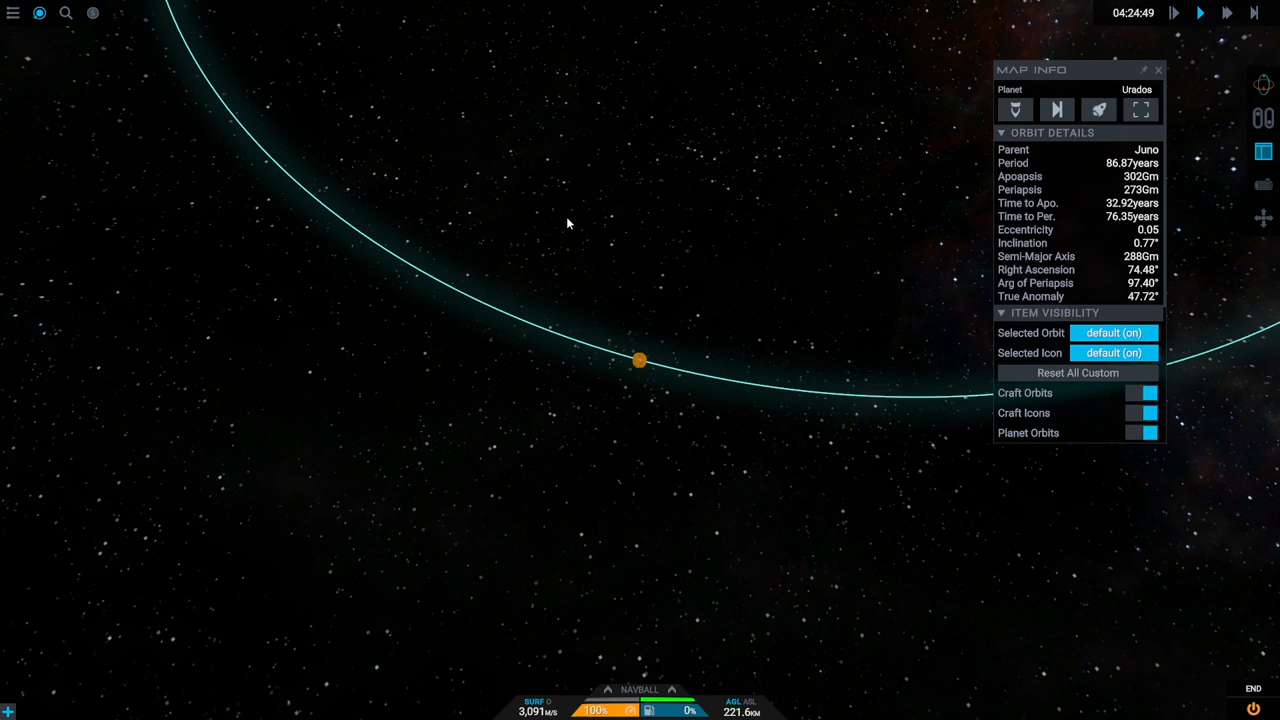 04:24:49
MAP INFO
Planet Urados
ORBIT DETAILS
Parent Juno
Period 86.87years
Apoapsis 302Gm
Periapsis 273Gm
Time to Apo. 32.92years
Time to Per. 76.35years
Eccentricity 0.05
Inclination 0.77°
Semi-Major Axis 288Gm
Right Ascension 74.48°
Arg of Periapsis 97.40°
True Anomaly 47.72°
ITEM VISIBILITY
Selected Orbit default (on)
Selected Icon default (on)
Reset All Custom
Craft Orbits
Craft Icons
Planet Orbits
NAVBALL
SURF O
3,091M/S
100%
0%
AGL ASL
221.6KM
END